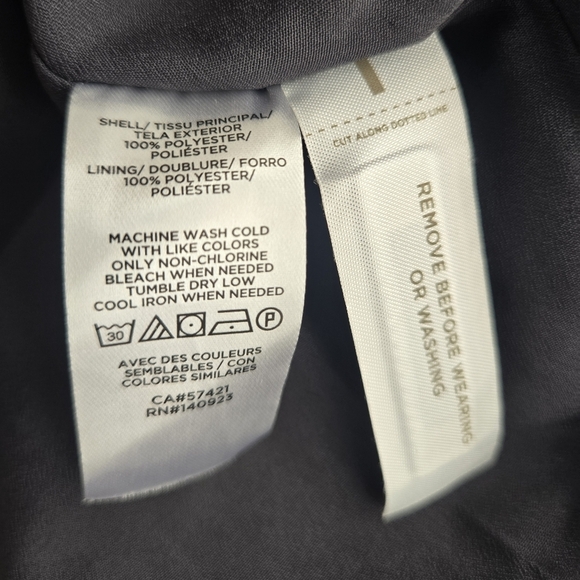 SHELL/ TISSU PRINCIPAL/
TELA EXTERIOR
100% POLYESTER/
POLIÉSTER
LINING/ DOUBLURE/ FORRO
100% POLYESTER/
POLIÉSTER
MACHINE WASH COLD
WITH LIKE COLORS
ONLY NON-CHLORINE
BLEACH WHEN NEEDED
TUMBLE DRY LOW
COOL IRON WHEN NEEDED
30 P
AVEC DES COULEURS
SEMBLABLES / CON
COLORES SIMILARES
CA#57421
RN#140923
CUT ALONG DOTTED LINE
REMOVE BEFORE WEARING
OR WASHING